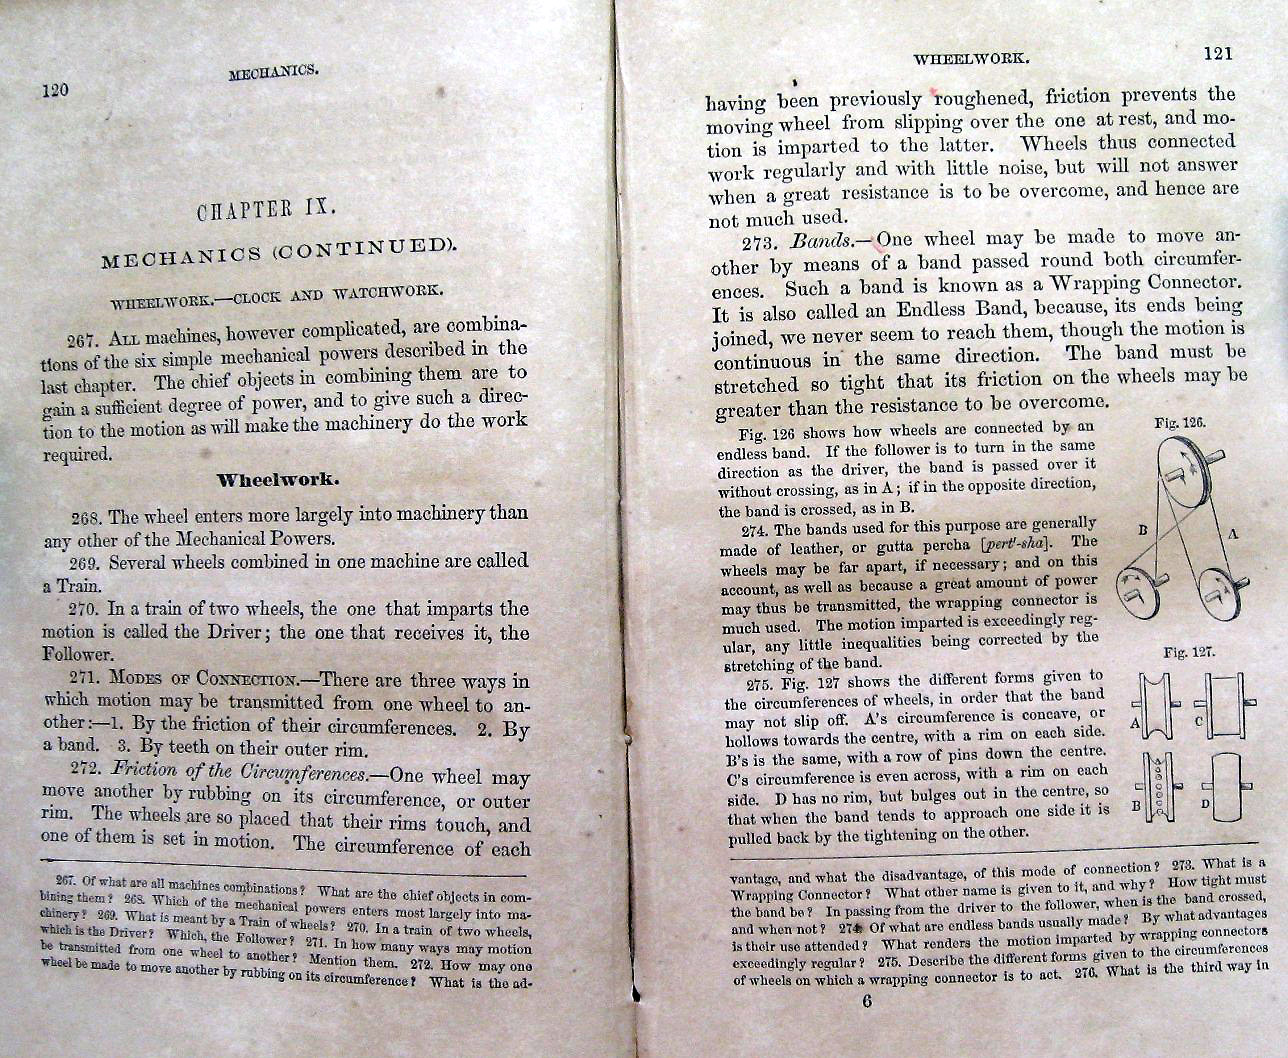 120
MECHANICS.
CHAPTER IX.
MECHANICS (CONTINUED).
WHEELWORK.—CLOCK AND WATCHWORK.
267. ALL machines, however complicated, are combina-
tions of the six simple mechanical powers described in the
last chapter. The chief objects in combining them are to
gain a sufficient degree of power, and to give such a direc-
tion to the motion as will make the machinery do the work
required.
Wheelwork.
268. The wheel enters more largely into machinery than
any other of the Mechanical Powers.
269. Several wheels combined in one machine are called
a Train.
270. In a train of two wheels, the one that imparts the
motion is called the Driver; the one that receives it, the
Follower.
271. MODES OF CONNECTION.—There are three ways in
which motion may be transmitted from one wheel to an-
other:—1. By the friction of their circumferences. 2. By
a band. 3. By teeth on their outer rim.
272. Friction of the Circumferences.—One wheel may
move another by rubbing on its circumference, or outer
rim. The wheels are so placed that their rims touch, and
one of them is set in motion. The circumference of each
267. Of what are all machines combinations? What are the chief objects in com-
bining them? 268. Which of the mechanical powers enters most largely into ma-
chinery? 269. What is meant by a Train of wheels? 270. In a train of two wheels,
which is the Driver? Which, the Follower? 271. In how many ways may motion
be transmitted from one wheel to another? Mention them. 272. How may one
wheel be made to move another by rubbing on its circumference? What is the ad-
WHEELWORK.
121
having been previously roughened, friction prevents the
moving wheel from slipping over the one at rest, and mo-
tion is imparted to the latter. Wheels thus connected
work regularly and with little noise, but will not answer
when a great resistance is to be overcome, and hence are
not much used.
273. Bands.—One wheel may be made to move an-
other by means of a band passed round both circumfer-
ences. Such a band is known as a Wrapping Connector.
It is also called an Endless Band, because, its ends being
joined, we never seem to reach them, though the motion is
continuous in the same direction. The band must be
stretched so tight that its friction on the wheels may be
greater than the resistance to be overcome.
Fig. 126 shows how wheels are connected by an
endless band. If the follower is to turn in the same
direction as the driver, the band is passed over it
without crossing, as in A; if in the opposite direction,
the band is crossed, as in B.
274. The bands used for this purpose are generally
made of leather, or gutta percha [pert'-sha]. The
wheels may be far apart, if necessary; and on this
account, as well as because a great amount of power
may thus be transmitted, the wrapping connector is
much used. The motion imparted is exceedingly reg-
ular, any little inequalities being corrected by the
stretching of the band.
275. Fig. 127 shows the different forms given to
the circumferences of wheels, in order that the band
may not slip off. A's circumference is concave, or
hollows towards the centre, with a rim on each side.
B's is the same, with a row of pins down the centre.
C's circumference is even across, with a rim on each
side. D has no rim, but bulges out in the centre, so
that when the band tends to approach one side it is
pulled back by the tightening on the other.
Fig. 126.
B
A
Fig. 127.
A
C
B
D
vantage, and what the disadvantage, of this mode of connection? 273. What is a
Wrapping Connector? What other name is given to it, and why? How tight must
the band be? In passing from the driver to the follower, when is the band crossed,
and when not? 274. Of what are endless bands usually made? By what advantages
is their use attended? What renders the motion imparted by wrapping connectors
exceedingly regular? 275. Describe the different forms given to the circumferences
of wheels on which a wrapping connector is to act. 276. What is the third way in
6